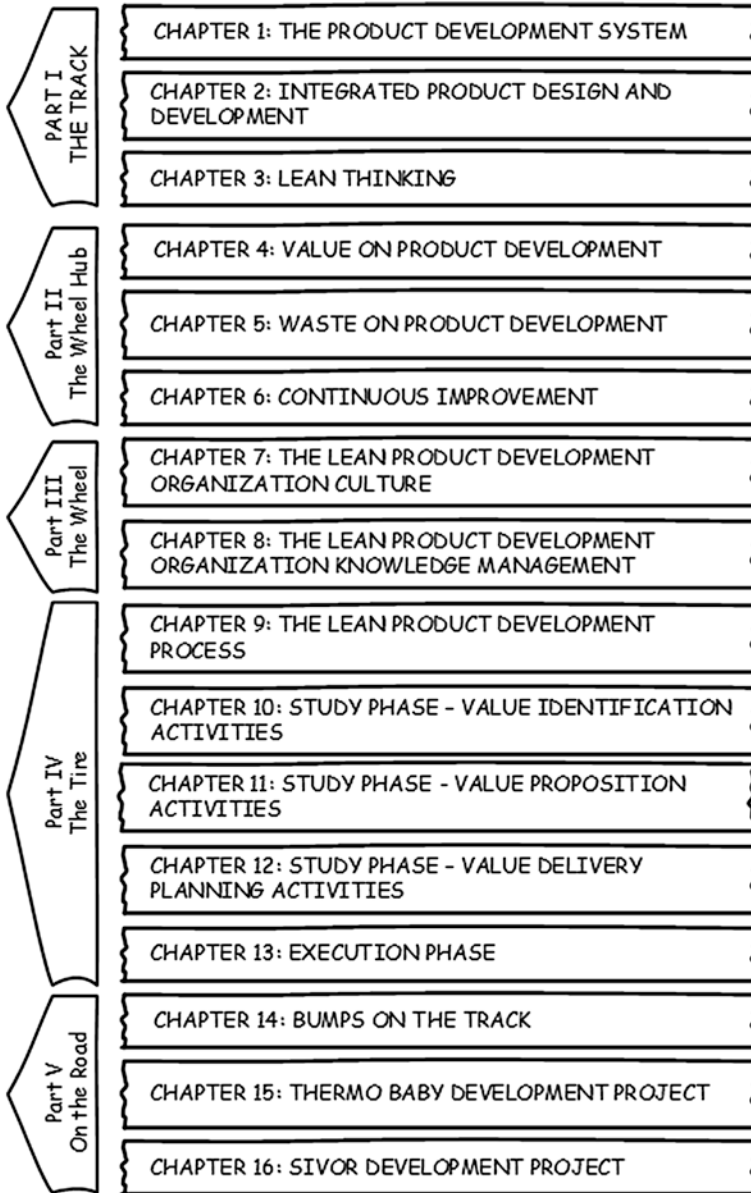 PART I
THE TRACK
CHAPTER 1: THE PRODUCT DEVELOPMENT SYSTEM
CHAPTER 2: INTEGRATED PRODUCT DESIGN AND
DEVELOPMENT
CHAPTER 3: LEAN THINKING
Part II
The Wheel Hub
CHAPTER 4: VALUE ON PRODUCT DEVELOPMENT
CHAPTER 5: WASTE ON PRODUCT DEVELOPMENT
CHAPTER 6: CONTINUOUS IMPROVEMENT
Part III
The Wheel
CHAPTER 7: THE LEAN PRODUCT DEVELOPMENT
ORGANIZATION CULTURE
CHAPTER 8: THE LEAN PRODUCT DEVELOPMENT
ORGANIZATION KNOWLEDGE MANAGEMENT
Part IV
The Tire
CHAPTER 9: THE LEAN PRODUCT DEVELOPMENT
PROCESS
CHAPTER 10: STUDY PHASE – VALUE IDENTIFICATION
ACTIVITIES
CHAPTER 11: STUDY PHASE - VALUE PROPOSITION
ACTIVITIES
CHAPTER 12: STUDY PHASE – VALUE DELIVERY
PLANNING ACTIVITIES
CHAPTER 13: EXECUTION PHASE
Part V
On the Road
CHAPTER 14: BUMPS ON THE TRACK
CHAPTER 15: THERMO BABY DEVELOPMENT PROJECT
CHAPTER 16: SIVOR DEVELOPMENT PROJECT